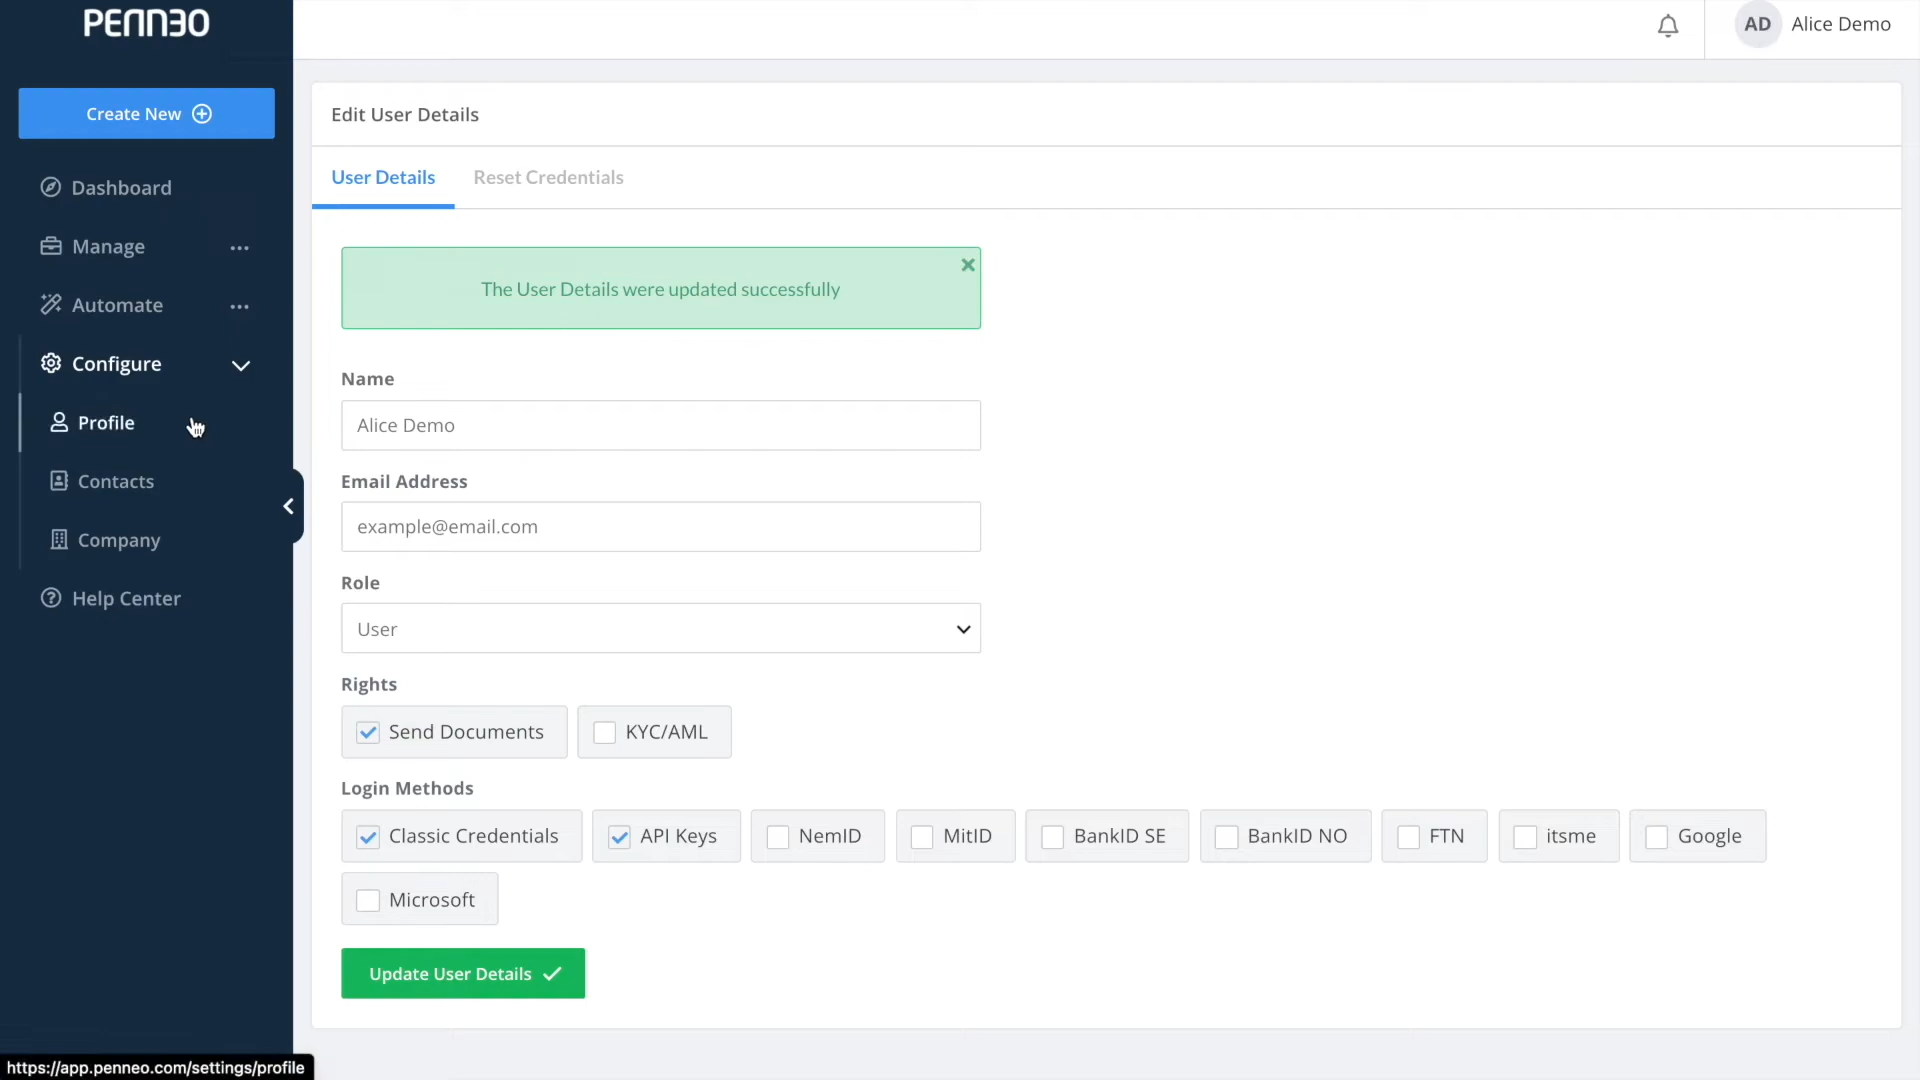 PENNEO
AD Alice Demo
Create New
Edit User Details
User Details Reset Credentials
Dashboard
Manage
Automate
Configure
Profile
Contacts
Company
Help Center
The User Details were updated successfully
Name
Alice Demo
Email Address
example@email.com
Role
User
Rights
Send Documents KYC/AML
Login Methods
Classic Credentials API Keys NemID MitID BankID SE BankID NO FTN itsme Google
Microsoft
Update User Details
https://app.penneo.com/settings/profile